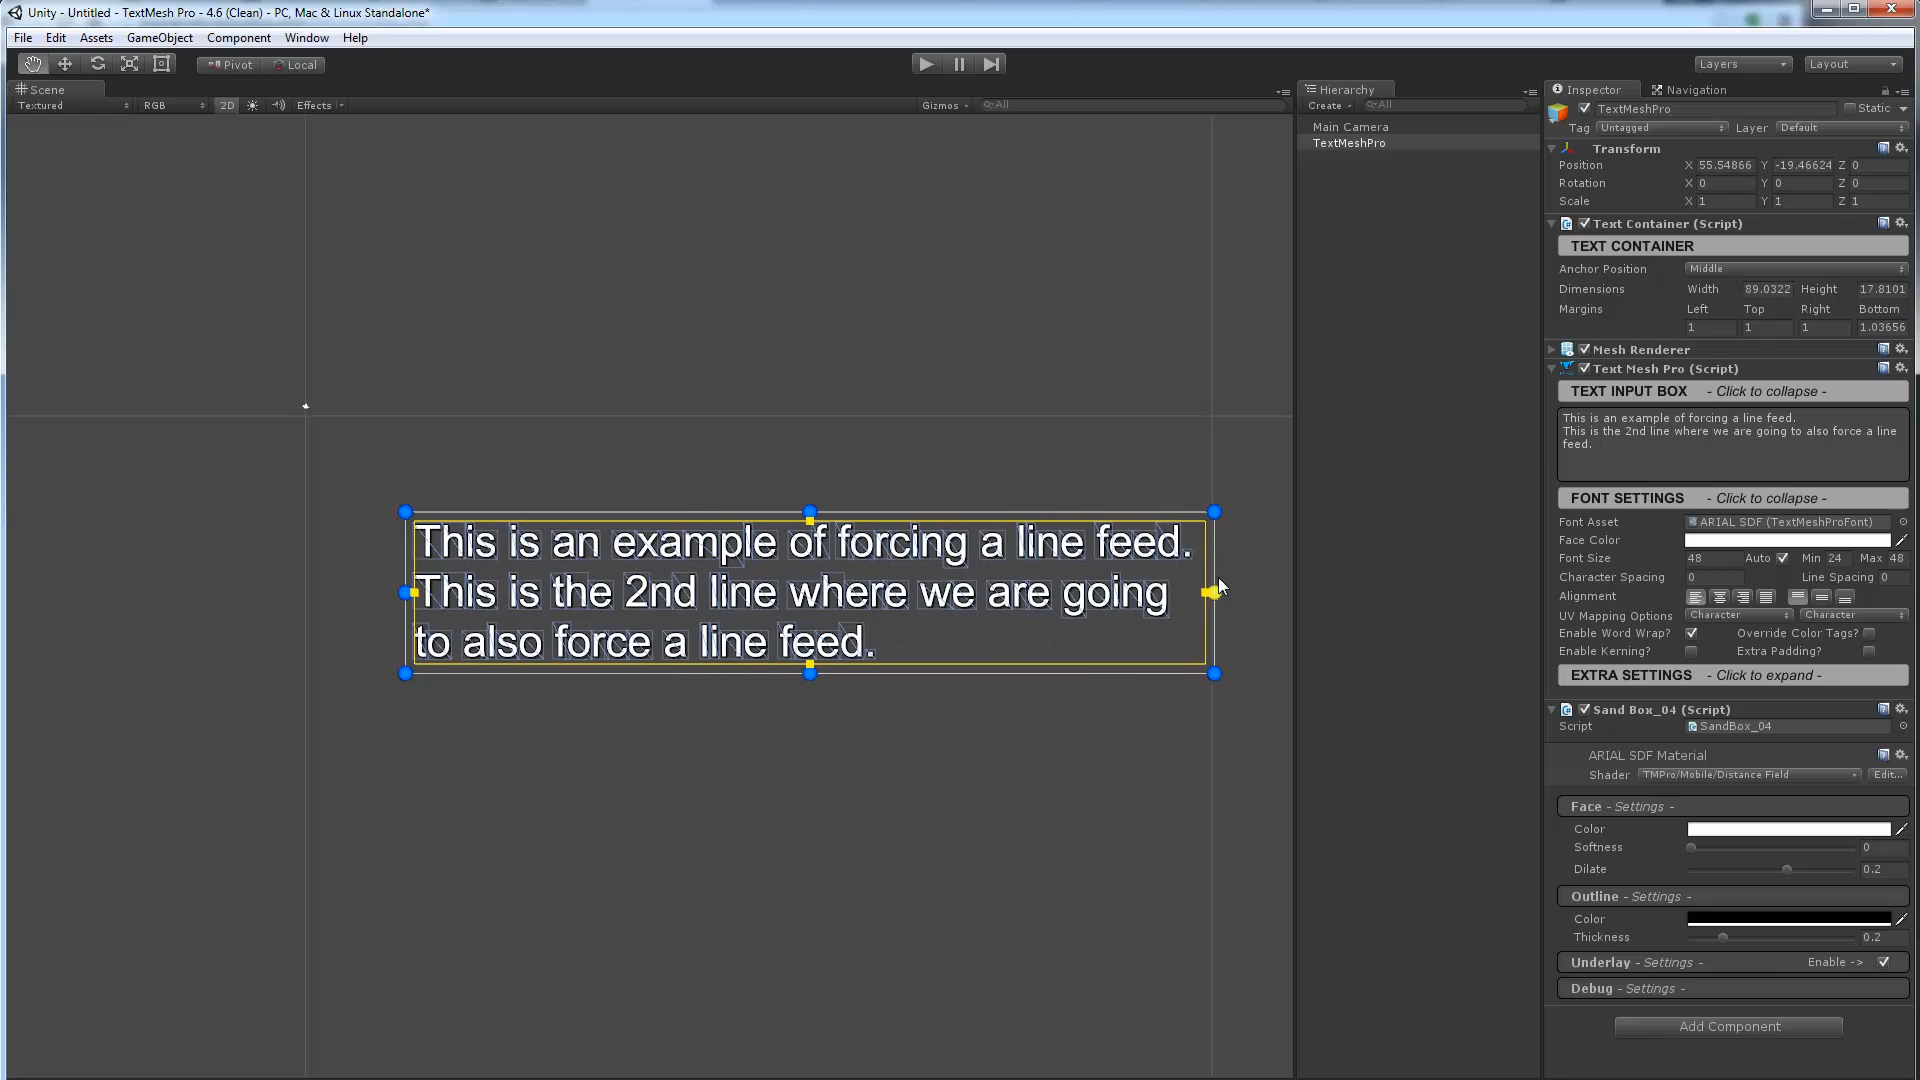 Unity - Untitled - TextMesh Pro - 4.6 (Clean) - PC, Mac & Linux Standalone*
File Edit Assets GameObject Component Window Help
Pivot Local Layers Layout
Scene Hierarchy Inspector Navigation
Textured RGB 2D Effects Gizmos All Create All
TextMeshPro Static
Tag Untagged Layer Default
Main Camera
TextMeshPro
Transform
Position X 55.54866 Y -19.46624 Z 0
Rotation X 0 Y 0 Z 0
Scale X 1 Y 1 Z 1
Text Container (Script)
TEXT CONTAINER
Anchor Position Middle
Dimensions Width 89.0322 Height 17.8101
Margins Left Top Right Bottom
1 1 1 1.03656
Mesh Renderer
Text Mesh Pro (Script)
TEXT INPUT BOX - Click to collapse -
This is an example of forcing a line feed.
This is the 2nd line where we are going to also force a line
feed.
FONT SETTINGS - Click to collapse -
Font Asset ARIAL SDF (TextMeshProFont)
Face Color
Font Size 48 Auto Min 24 Max 48
Character Spacing 0 Line Spacing 0
Alignment
UV Mapping Options Character Character
Enable Word Wrap? Override Color Tags?
Enable Kerning? Extra Padding?
EXTRA SETTINGS - Click to expand -
Sand Box_04 (Script)
Script SandBox_04
ARIAL SDF Material
Shader TMPro/Mobile/Distance Field Edit...
Face - Settings -
Color
Softness 0
Dilate 0.2
Outline - Settings -
Color
Thickness 0.2
Underlay - Settings - Enable ->
Debug - Settings -
Add Component
This is an example of forcing a line feed.
This is the 2nd line where we are going
to also force a line feed.